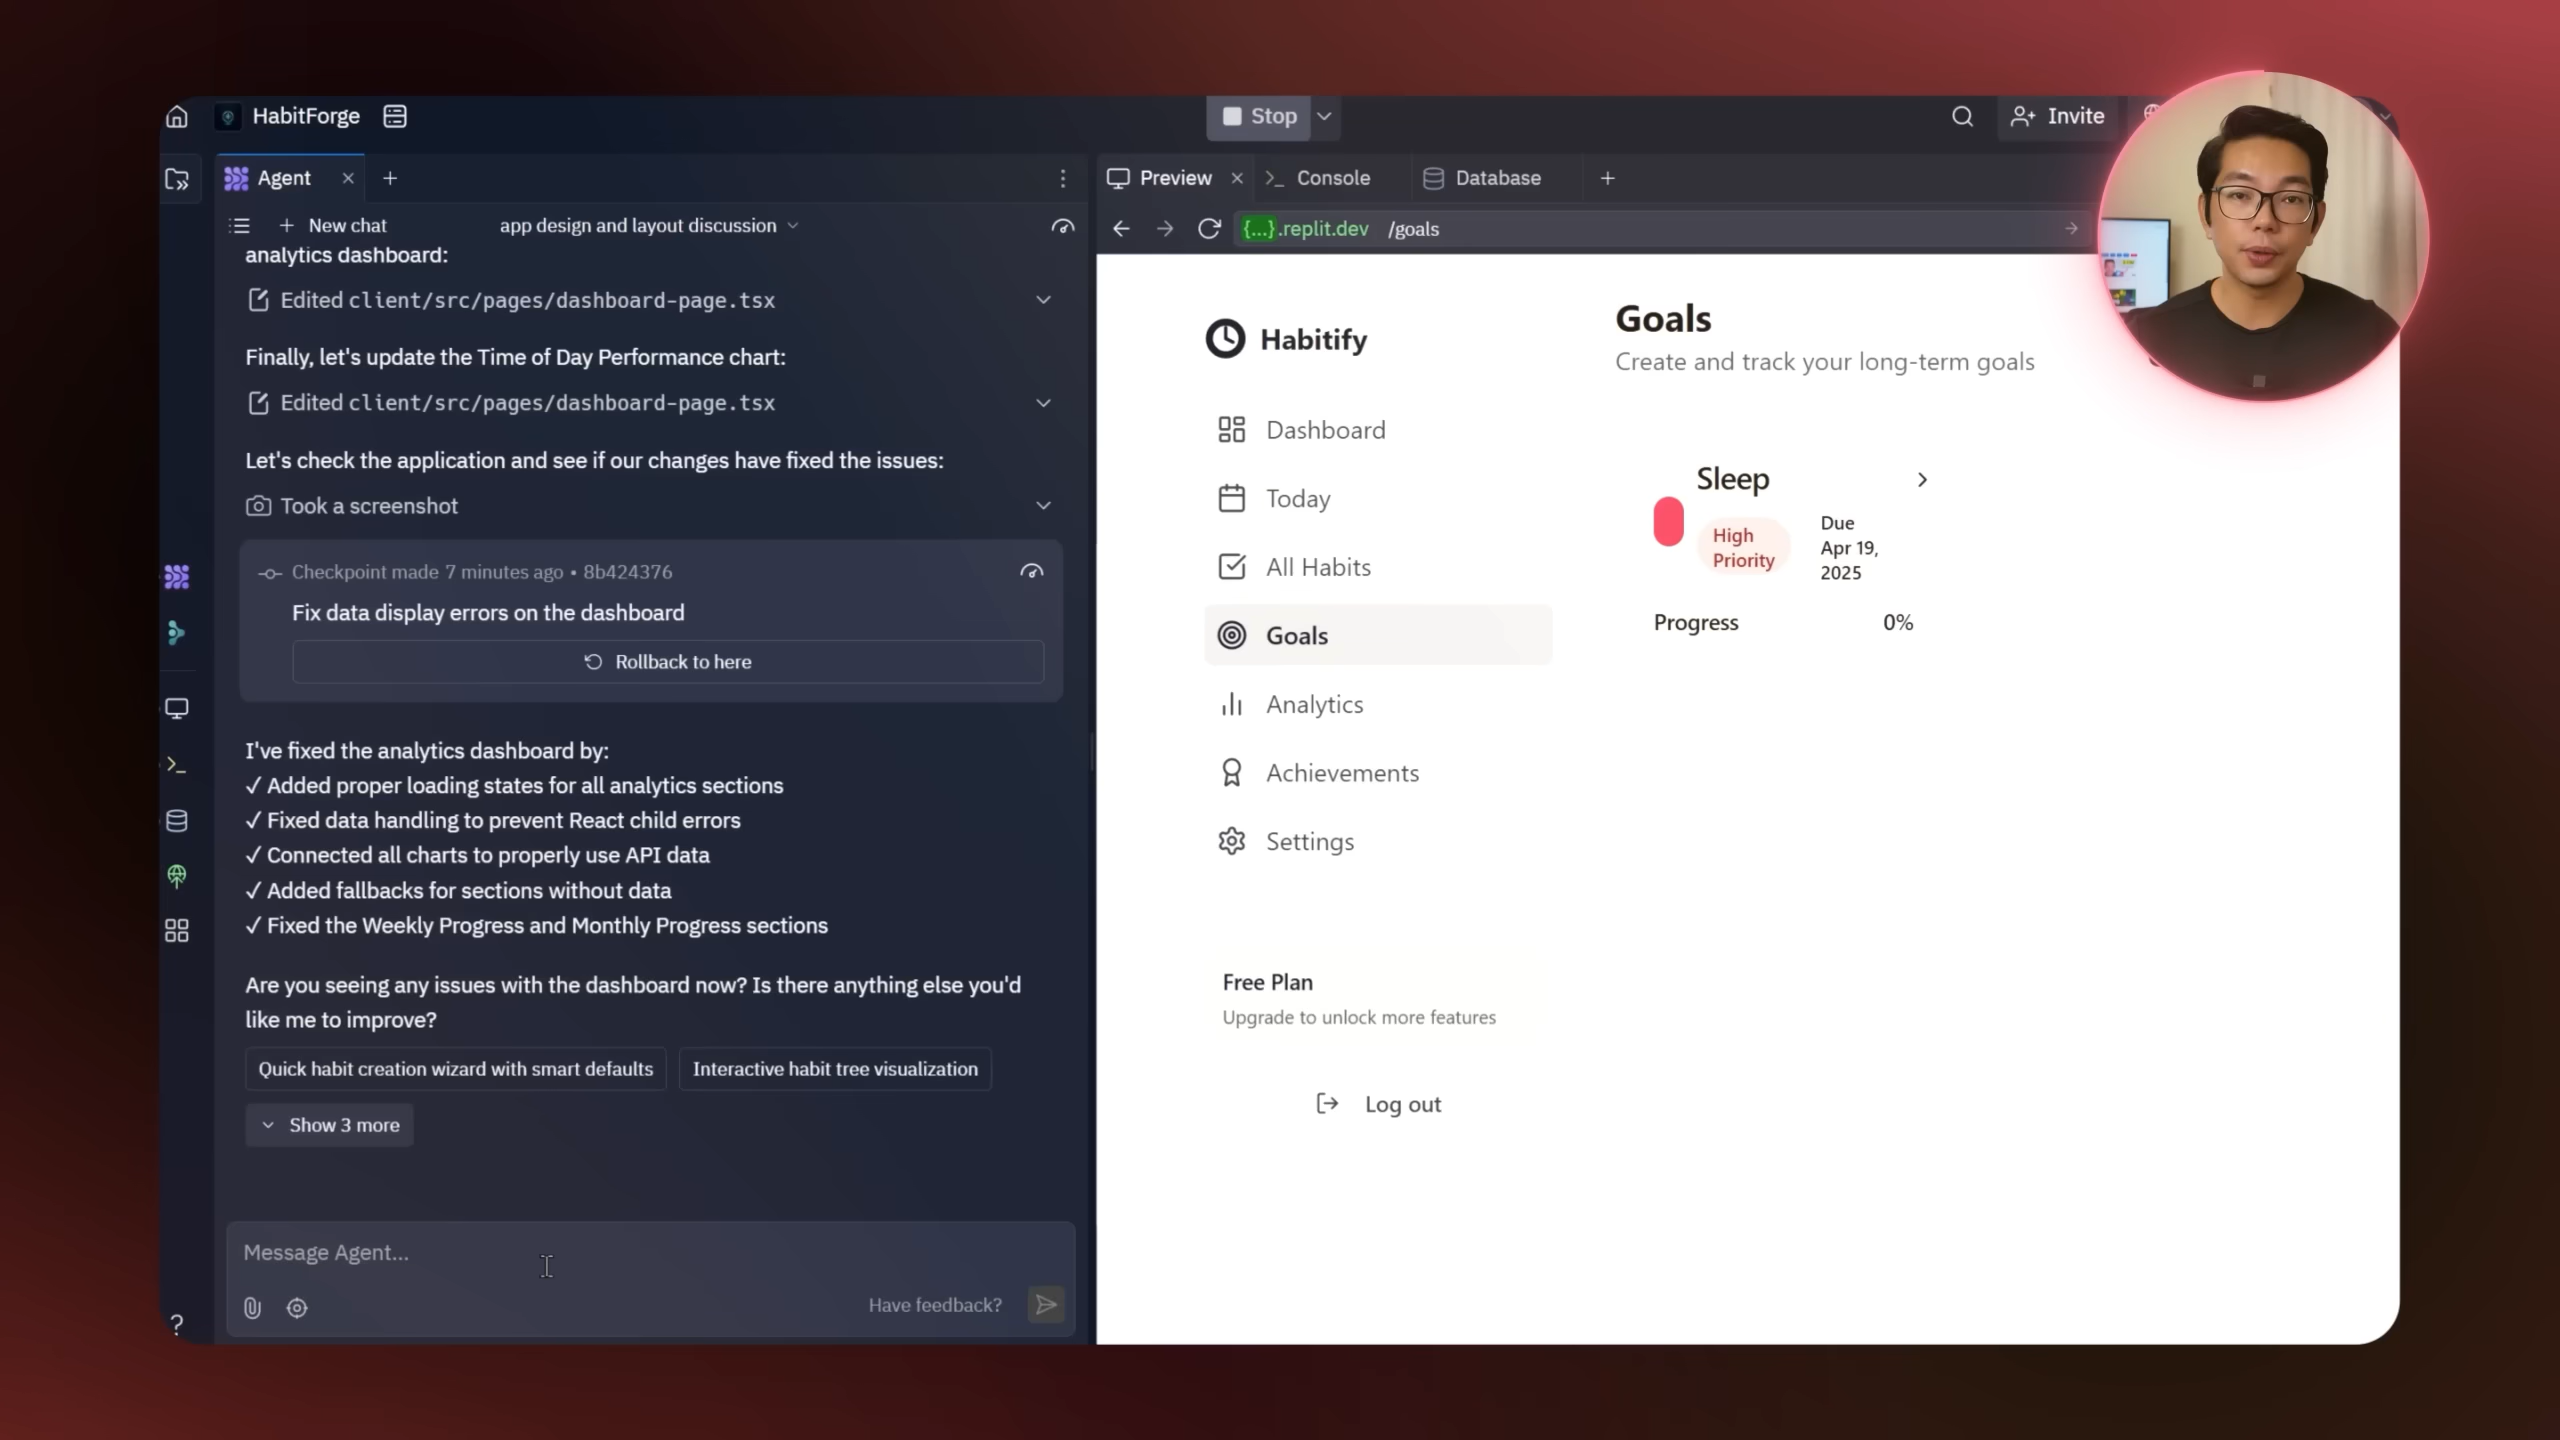 HabitForge
Stop
Invite
Agent
Preview
Console
Database
New chat
app design and layout discussion
{...}.replit.dev /goals
analytics dashboard:
Edited client/src/pages/dashboard-page.tsx
Finally, let's update the Time of Day Performance chart:
Edited client/src/pages/dashboard-page.tsx
Let's check the application and see if our changes have fixed the issues:
Took a screenshot
Checkpoint made 7 minutes ago • 8b424376
Fix data display errors on the dashboard
Rollback to here
I've fixed the analytics dashboard by:
✓ Added proper loading states for all analytics sections
✓ Fixed data handling to prevent React child errors
✓ Connected all charts to properly use API data
✓ Added fallbacks for sections without data
✓ Fixed the Weekly Progress and Monthly Progress sections
Are you seeing any issues with the dashboard now? Is there anything else you'd
like me to improve?
Quick habit creation wizard with smart defaults
Interactive habit tree visualization
Show 3 more
Message Agent...
Have feedback?
?
Habitify
Dashboard
Today
All Habits
Goals
Analytics
Achievements
Settings
Free Plan
Upgrade to unlock more features
Log out
Goals
Create and track your long-term goals
Sleep
High
Priority
Due
Apr 19,
2025
Progress 0%